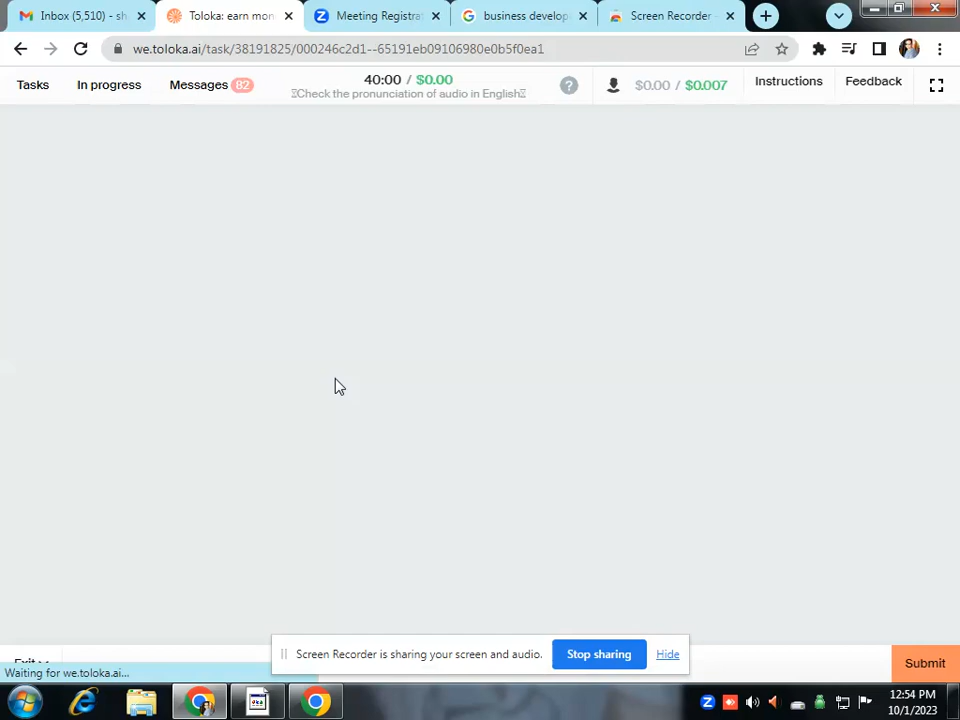 Inbox (5,510) - sh
Toloka: earn mon
Meeting Registra
business develop
Screen Recorder -
we.toloka.ai/task/38191825/000246c2d1--65191eb09106980e0b5f0ea1
Tasks
In progress
Messages 82
40:00 / $0.00
⌛Check the pronunciation of audio in English⌛
?
$0.00 / $0.007
Instructions
Feedback
Exit
Waiting for we.toloka.ai...
Screen Recorder is sharing your screen and audio.
Stop sharing
Hide
Submit
12:54 PM
10/1/2023